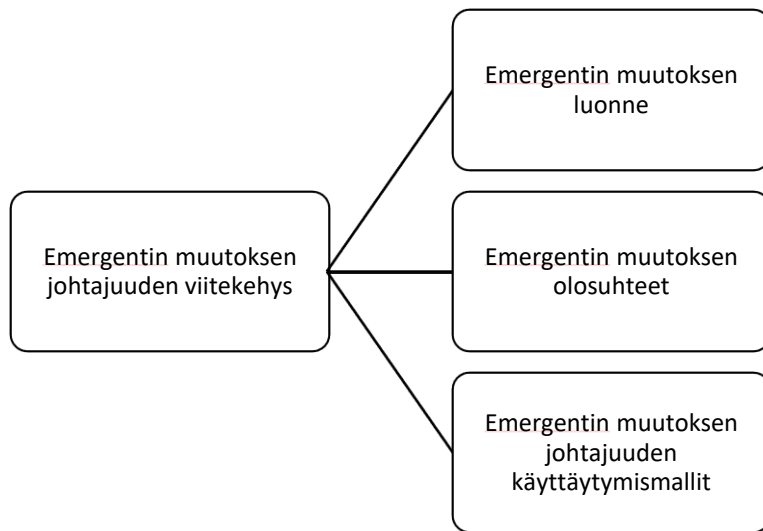 Emergentin muutoksen
luonne
Emergentin muutoksen
johtajuuden viitekehys
Emergentin muutoksen
olosuhteet
Emergentin muutoksen
johtajuuden
käyttäytymismallit